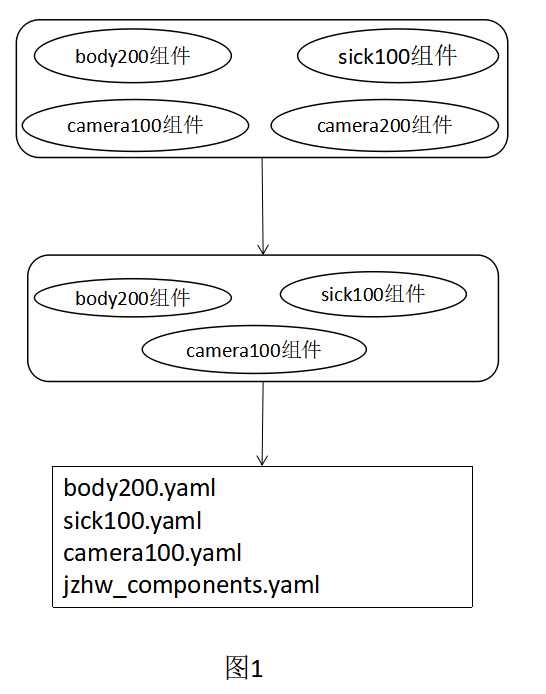 body200组件
sick100组件
camera100组件
camera200组件
body200组件
sick100组件
camera100组件
body200.yaml
sick100.yaml
camera100.yaml
jzhw_components.yaml
图1